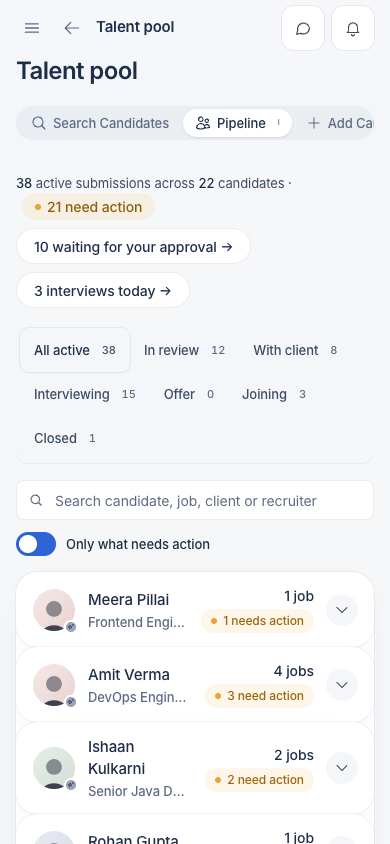 Talent pool
Talent pool
Search Candidates
Pipeline
Add Ca
38 active submissions across 22 candidates ·
21 need action
10 waiting for your approval →
3 interviews today →
All active 38
In review 12
With client 8
Interviewing 15
Offer 0
Joining 3
Closed 1
Search candidate, job, client or recruiter
Only what needs action
Meera Pillai
1 job
Frontend Engi...
1 needs action
Amit Verma
4 jobs
DevOps Engin...
3 need action
Ishaan
Kulkarni
2 jobs
Senior Java D...
2 need action
Rohan Gupta
1 job